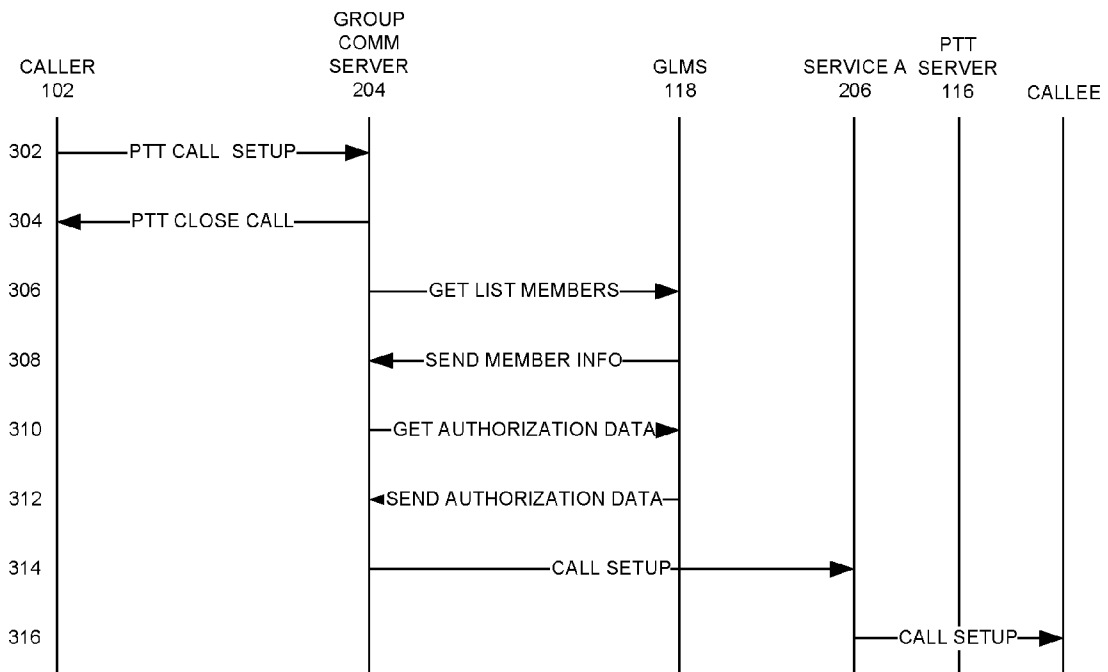 CALLER
102
GROUP
COMM
SERVER
204
GLMS
118
SERVICE A
206
PTT
SERVER
116
CALLEE
302
PTT CALL SETUP
304
PTT CLOSE CALL
306
GET LIST MEMBERS
308
SEND MEMBER INFO
310
GET AUTHORIZATION DATA
312
SEND AUTHORIZATION DATA
314
CALL SETUP
316
CALL SETUP